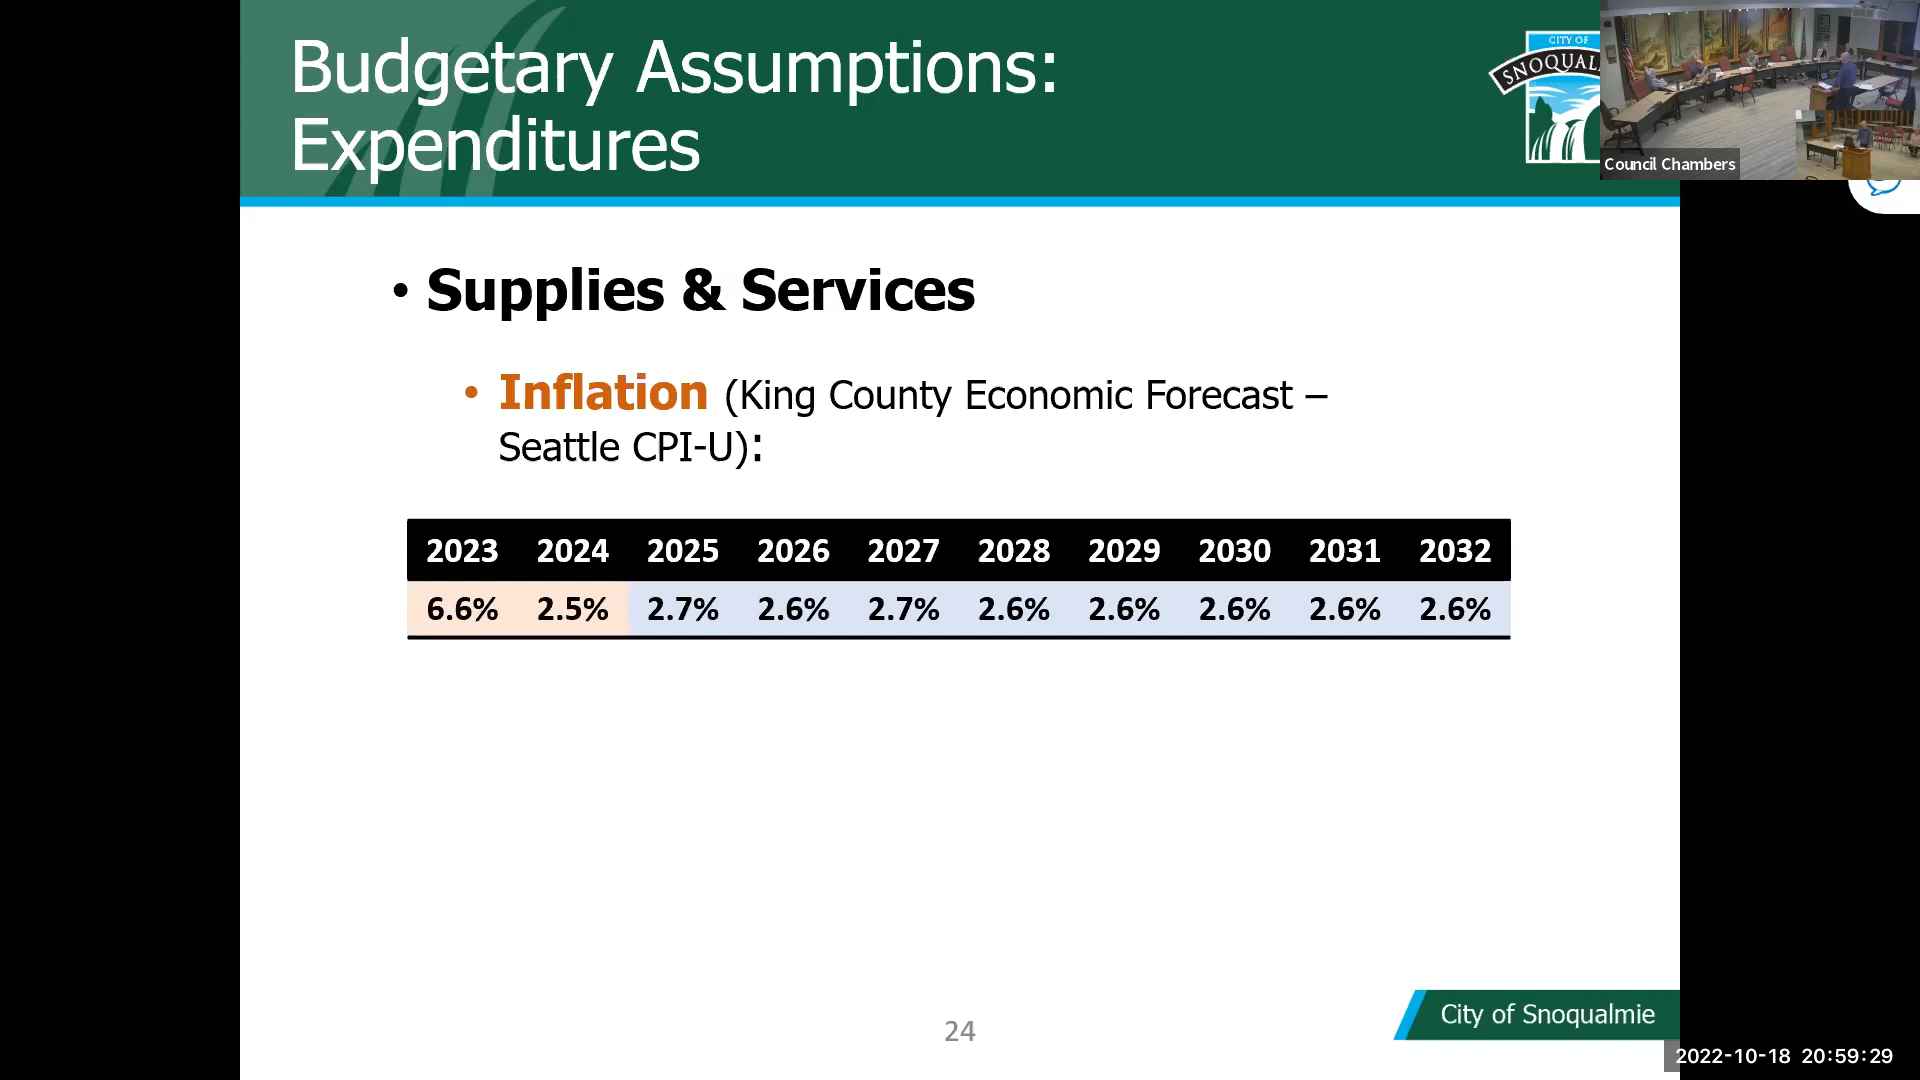 Budgetary Assumptions:
Expenditures
CITY OF
Council Chambers
• Supplies & Services
• Inflation (King County Economic Forecast –
Seattle CPI-U):
2023 2024 2025 2026 2027 2028 2029 2030 2031 2032
6.6% 2.5% 2.7% 2.6% 2.7% 2.6% 2.6% 2.6% 2.6% 2.6%
City of Snoqualmie
24
2022-10-18 20:59:29